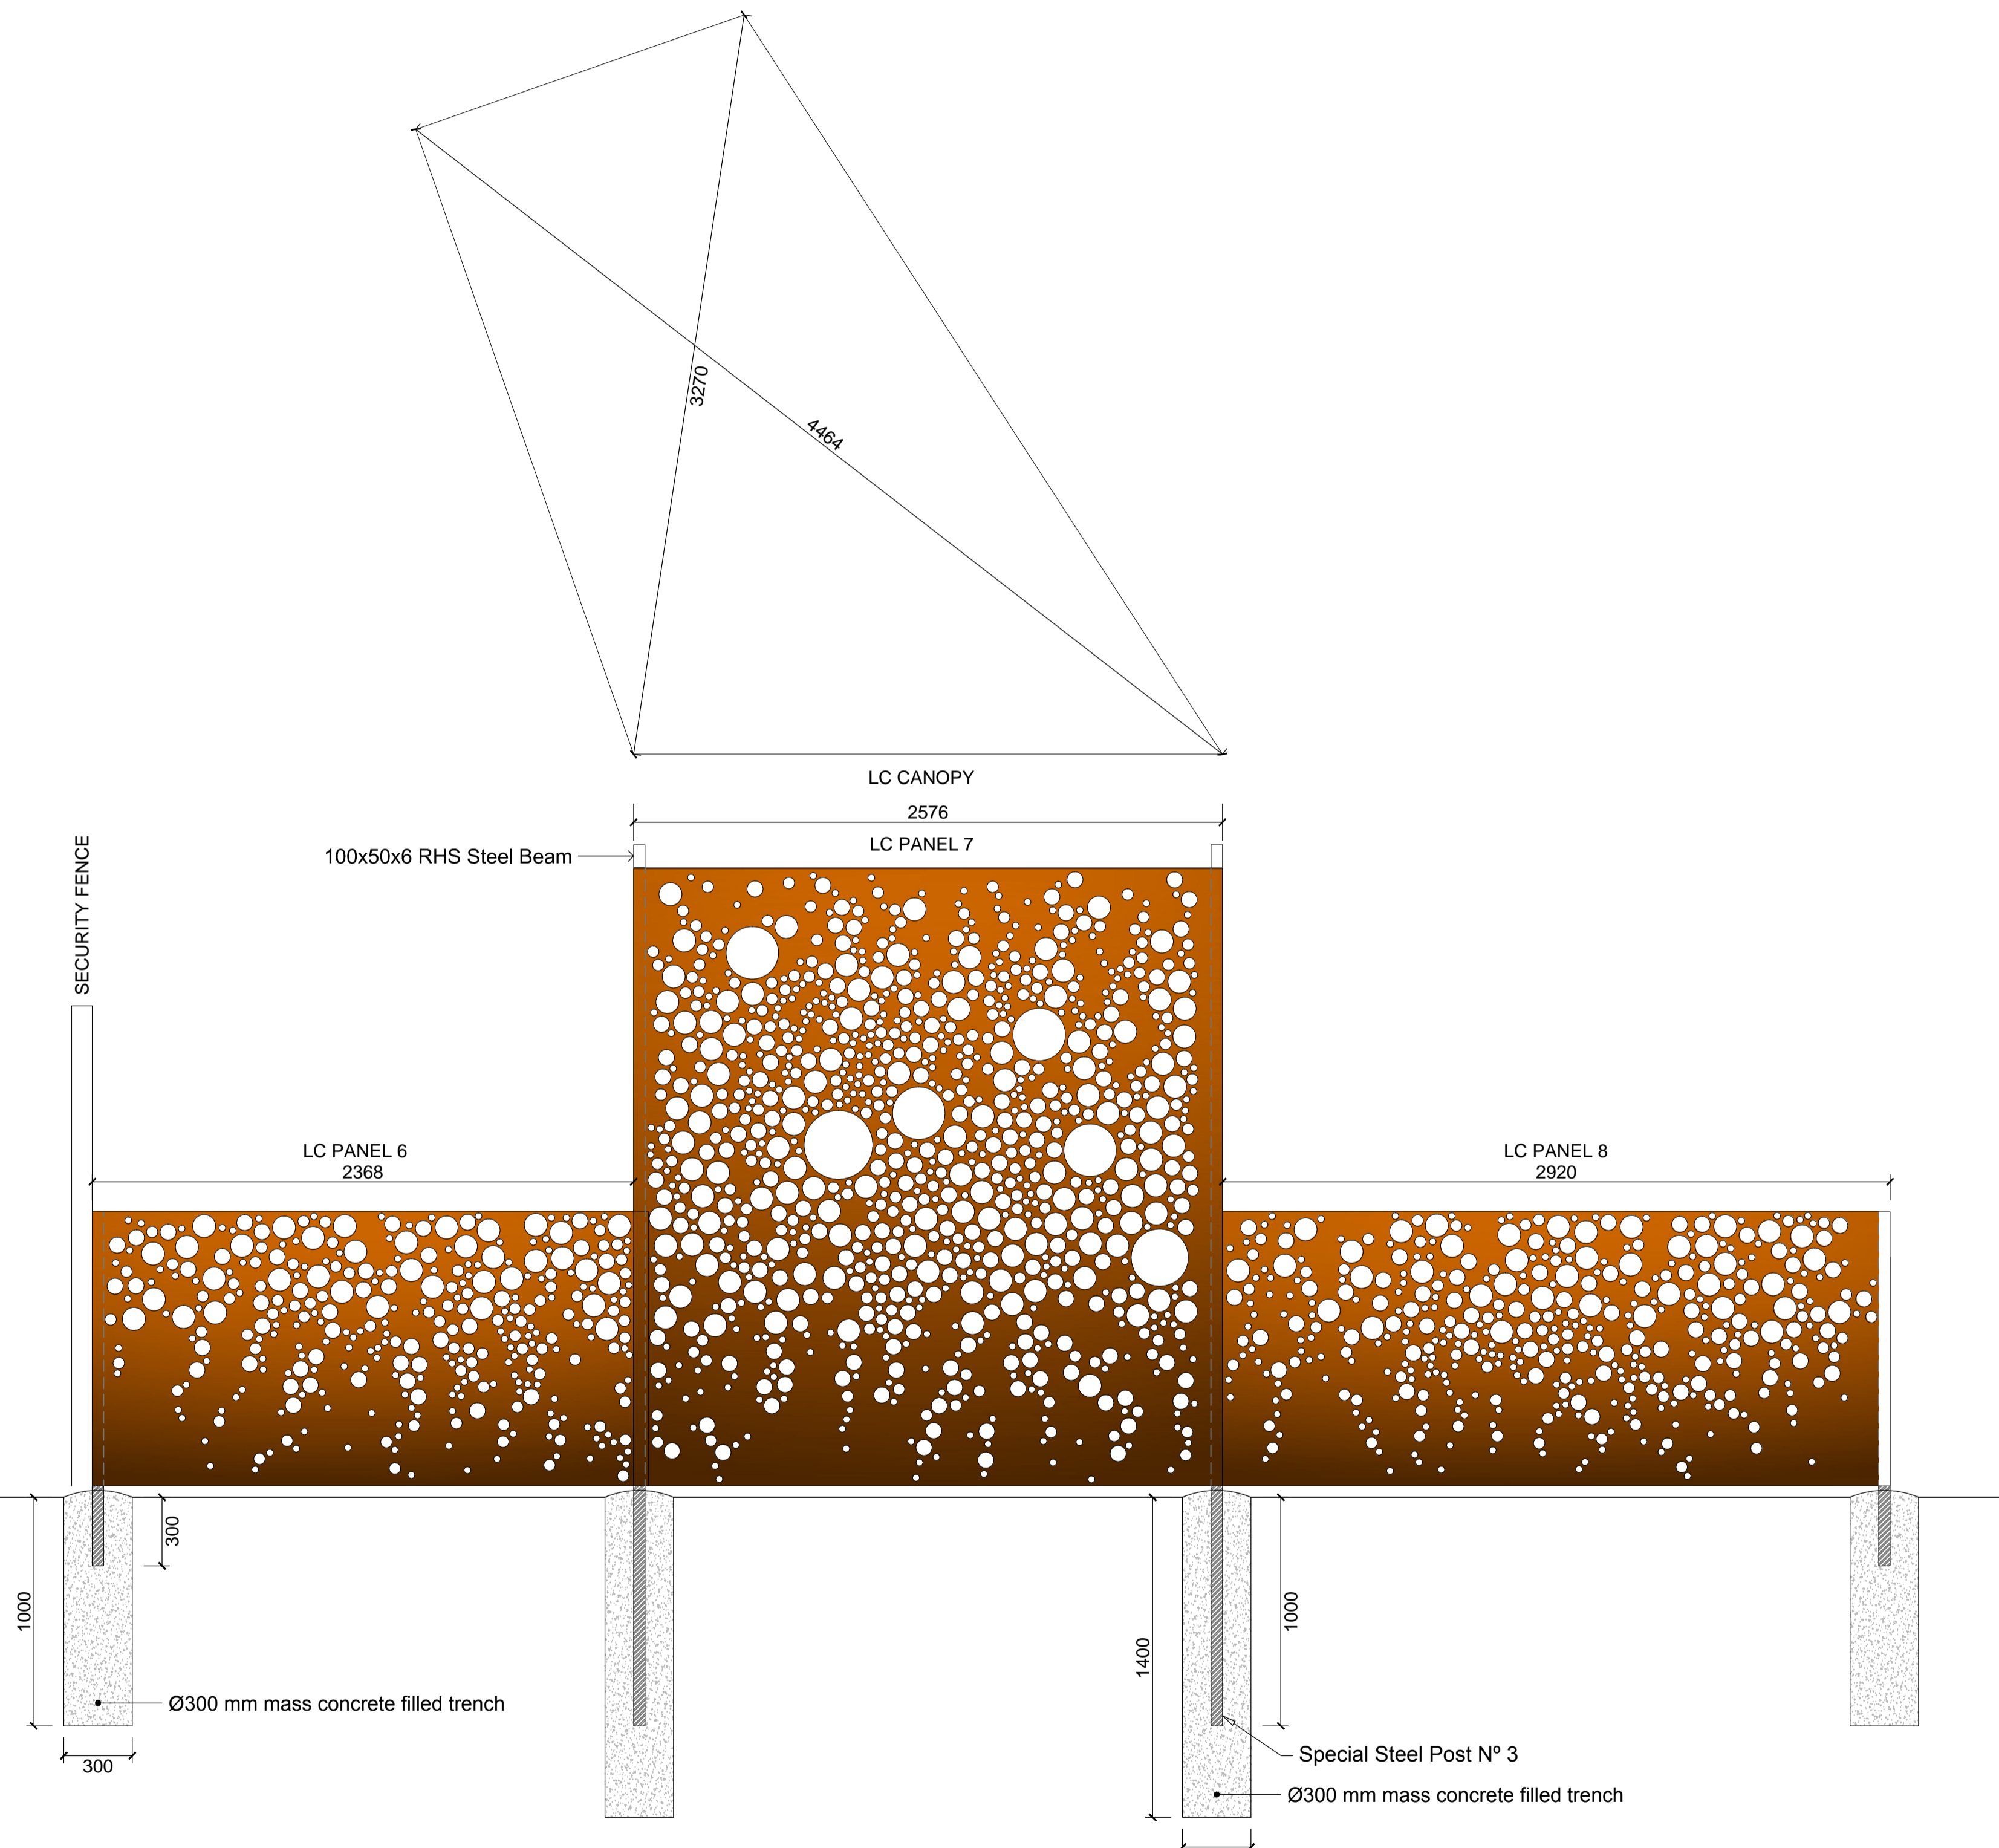 3270
4464
LC CANOPY
2576
LC PANEL 7
100x50x6 RHS Steel Beam
SECURITY FENCE
LC PANEL 6
2368
LC PANEL 8
2920
300
1000
1000
1400
Ø300 mm mass concrete filled trench
300
Special Steel Post Nº 3
Ø300 mm mass concrete filled trench